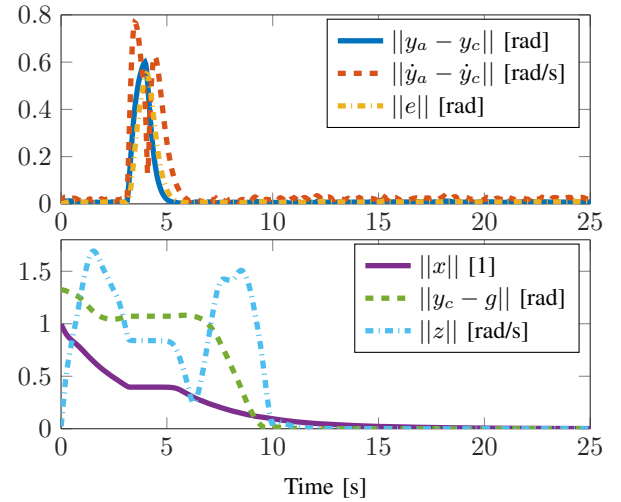 0.8
0.6
0.4
0.2
0
0 5 10 15 20 25
||y_a − y_c|| [rad]
||ẏ_a − ẏ_c|| [rad/s]
||e|| [rad]
1.5
1
0.5
0
0 5 10 15 20 25
||x|| [1]
||y_c − g|| [rad]
||z|| [rad/s]
Time [s]